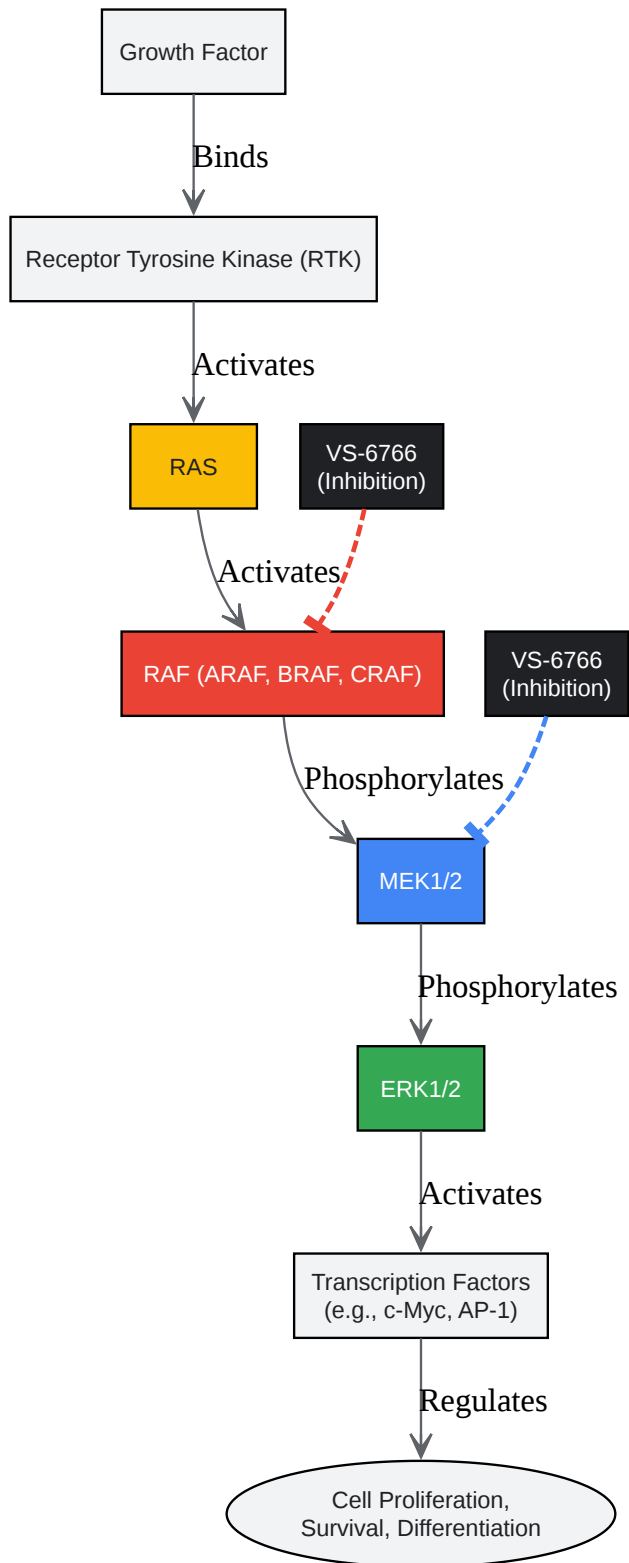 Growth Factor
Binds
Receptor Tyrosine Kinase (RTK)
Activates
RAS
VS-6766
(Inhibition)
Activates
RAF (ARAF, BRAF, CRAF)
VS-6766
(Inhibition)
Phosphorylates
MEK1/2
Phosphorylates
ERK1/2
Activates
Transcription Factors
(e.g., c-Myc, AP-1)
Regulates
Cell Proliferation,
Survival, Differentiation